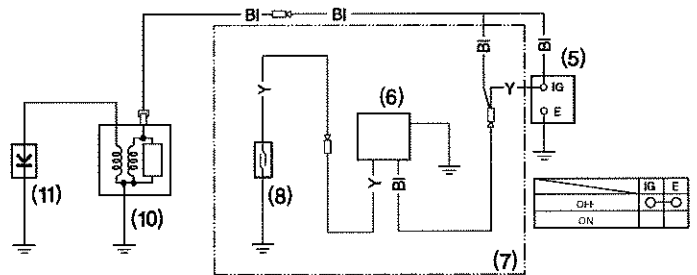 Bl Bl
Bl Bl
(5)
Y IG
E
Y
(6)
K
(11)
(10)
(8)
Y Bl
(7)
IG E
OFF
ON